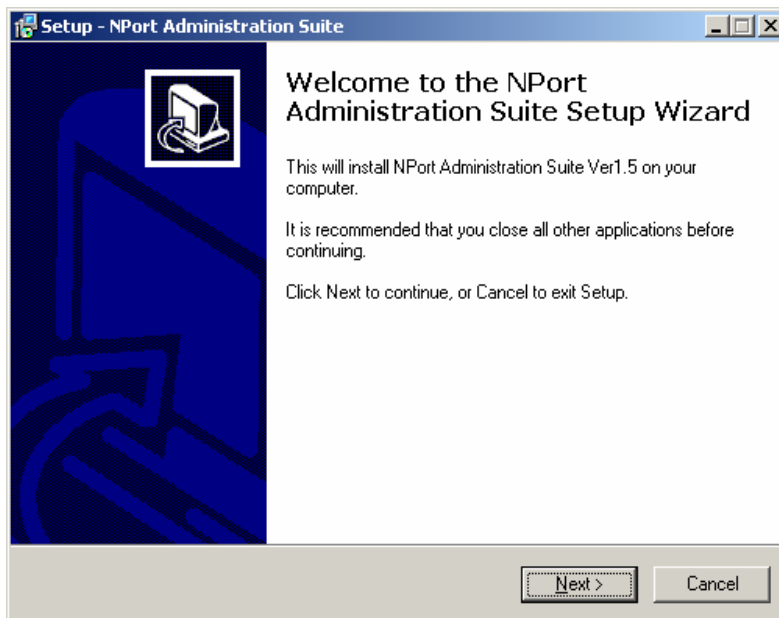 Setup - NPort Administration Suite
Welcome to the NPort
Administration Suite Setup Wizard
This will install NPort Administration Suite Ver1.5 on your
computer.
It is recommended that you close all other applications before
continuing.
Click Next to continue, or Cancel to exit Setup.
Next >
Cancel